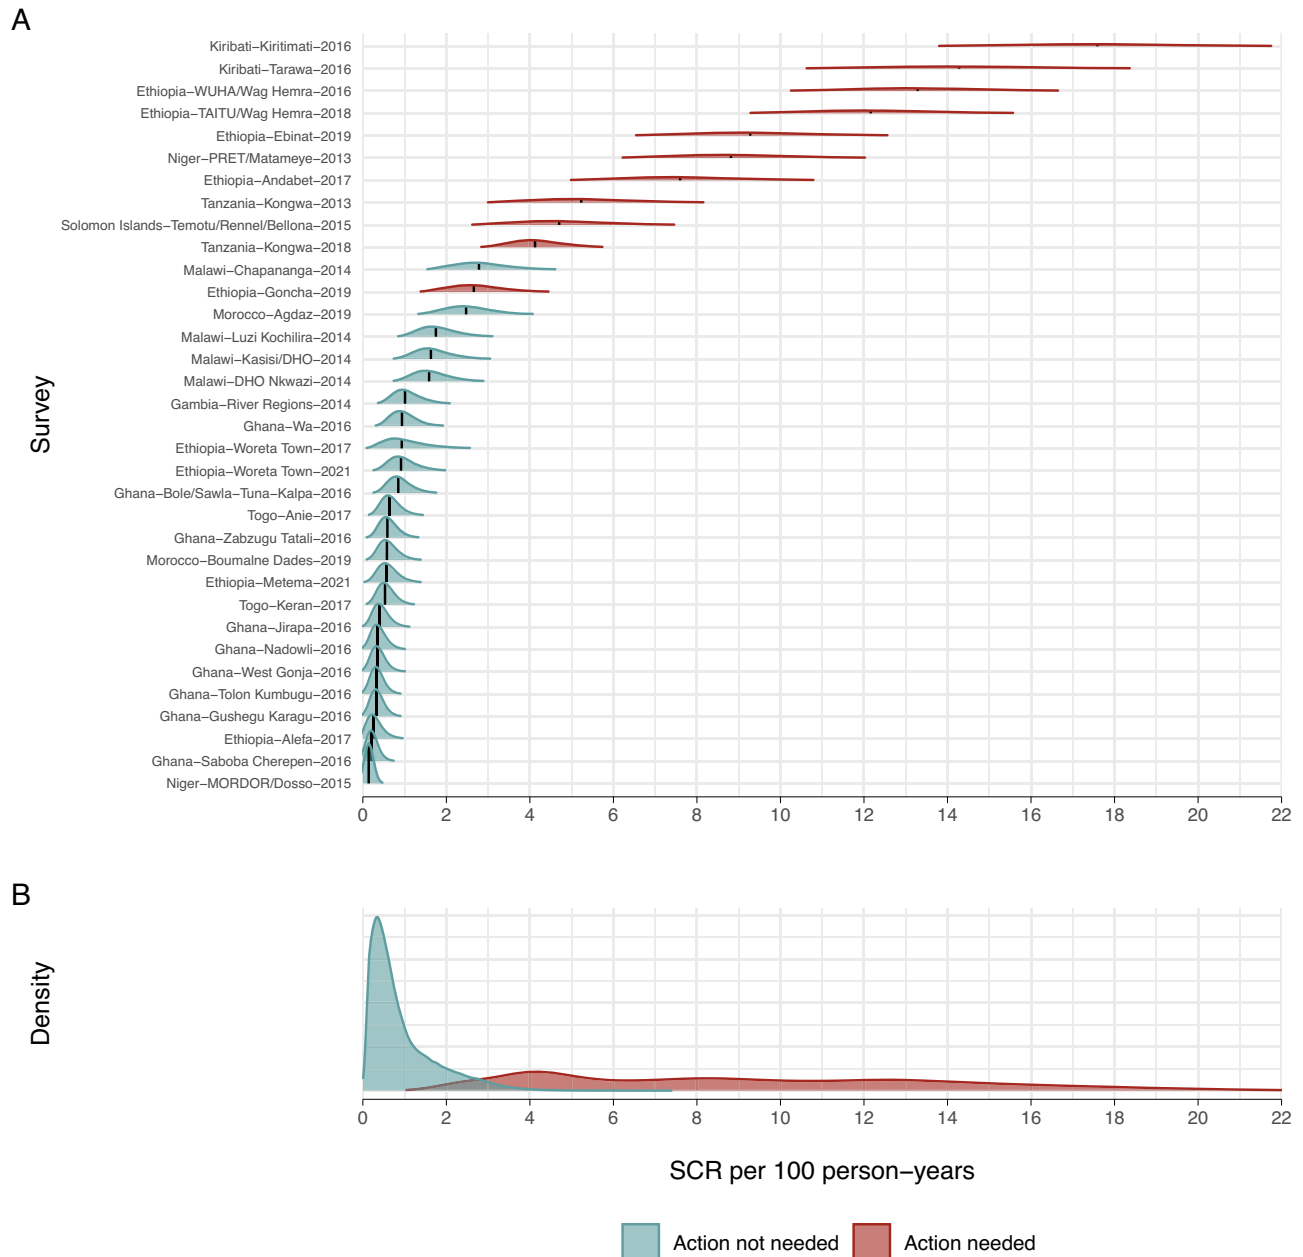 A
Kiribati−Kiritimati−2016
Kiribati−Tarawa−2016
Ethiopia−WUHA/Wag Hemra−2016
Ethiopia−TAITU/Wag Hemra−2018
Ethiopia−Ebinat−2019
Niger−PRET/Matameye−2013
Ethiopia−Andabet−2017
Tanzania−Kongwa−2013
Solomon Islands−Temotu/Rennel/Bellona−2015
Tanzania−Kongwa−2018
Malawi−Chapananga−2014
Ethiopia−Goncha−2019
Morocco−Agdaz−2019
Malawi−Luzi Kochilira−2014
Malawi−Kasisi/DHO−2014
Malawi−DHO Nkwazi−2014
Gambia−River Regions−2014
Ghana−Wa−2016
Ethiopia−Woreta Town−2017
Ethiopia−Woreta Town−2021
Ghana−Bole/Sawla−Tuna−Kalpa−2016
Togo−Anie−2017
Ghana−Zabzugu Tatali−2016
Morocco−Boumalne Dades−2019
Ethiopia−Metema−2021
Togo−Keran−2017
Ghana−Jirapa−2016
Ghana−Nadowli−2016
Ghana−West Gonja−2016
Ghana−Tolon Kumbugu−2016
Ghana−Gushegu Karagu−2016
Ethiopia−Alefa−2017
Ghana−Saboba Cherepen−2016
Niger−MORDOR/Dosso−2015
Survey
0 2 4 6 8 10 12 14 16 18 20 22
B
Density
0 2 4 6 8 10 12 14 16 18 20 22
SCR per 100 person−years
Action not needed Action needed